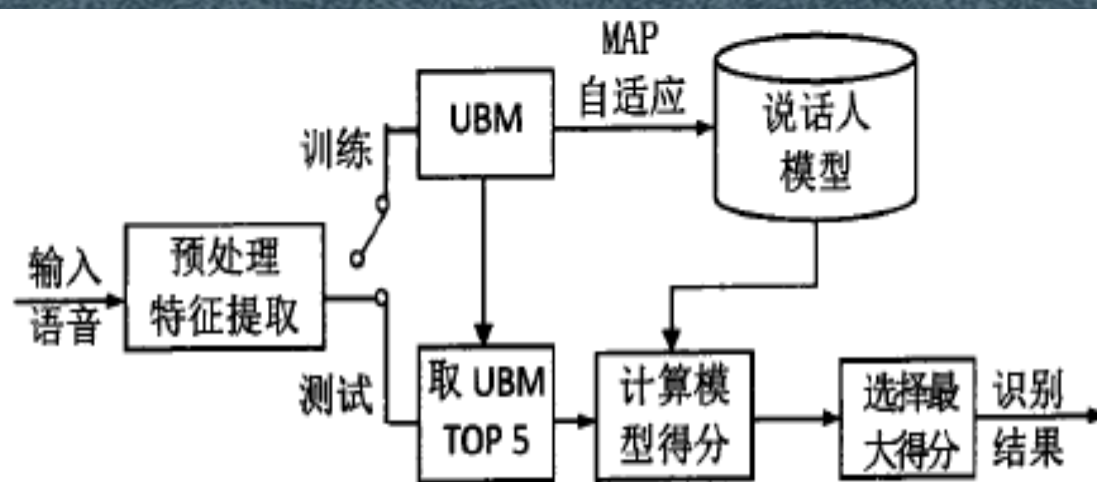 MAP
自适应
UBM
说话人
模型
训练
输入
语音
预处理
特征提取
测试
取 UBM
TOP 5
计算模
型得分
选择最
大得分
识别
结果